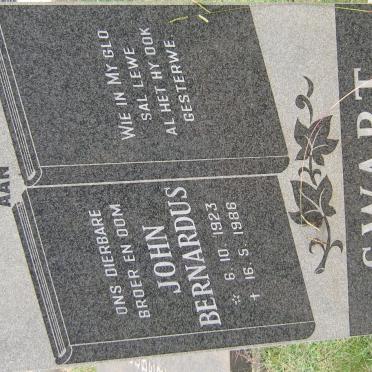 AAN
ONS DIERBARE
BROER EN OOM
JOHN
BERNARDUS
☆ 6. 10. 1923
✝ 16. 5. 1986
WIE IN MY GLO
SAL LEWE
AL HET HY OOK
GESTERWE
SWART